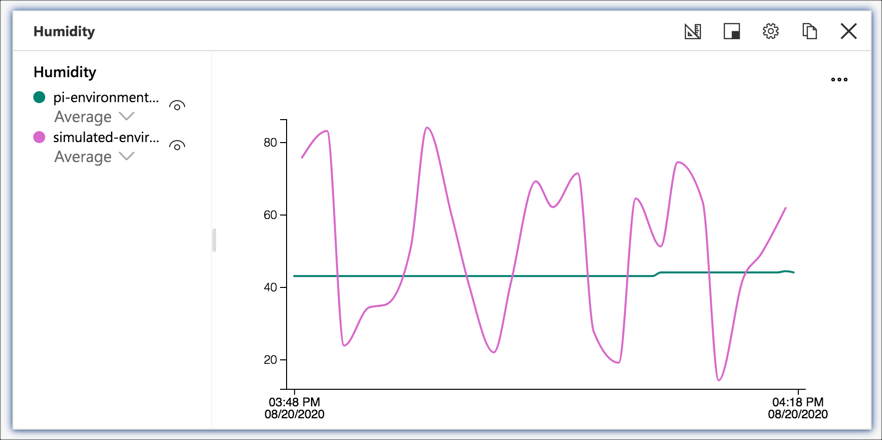 Humidity
Humidity
pi-environment...
Average
simulated-envir...
Average
80
60
40
20
03:48 PM
08/20/2020
04:18 PM
08/20/2020